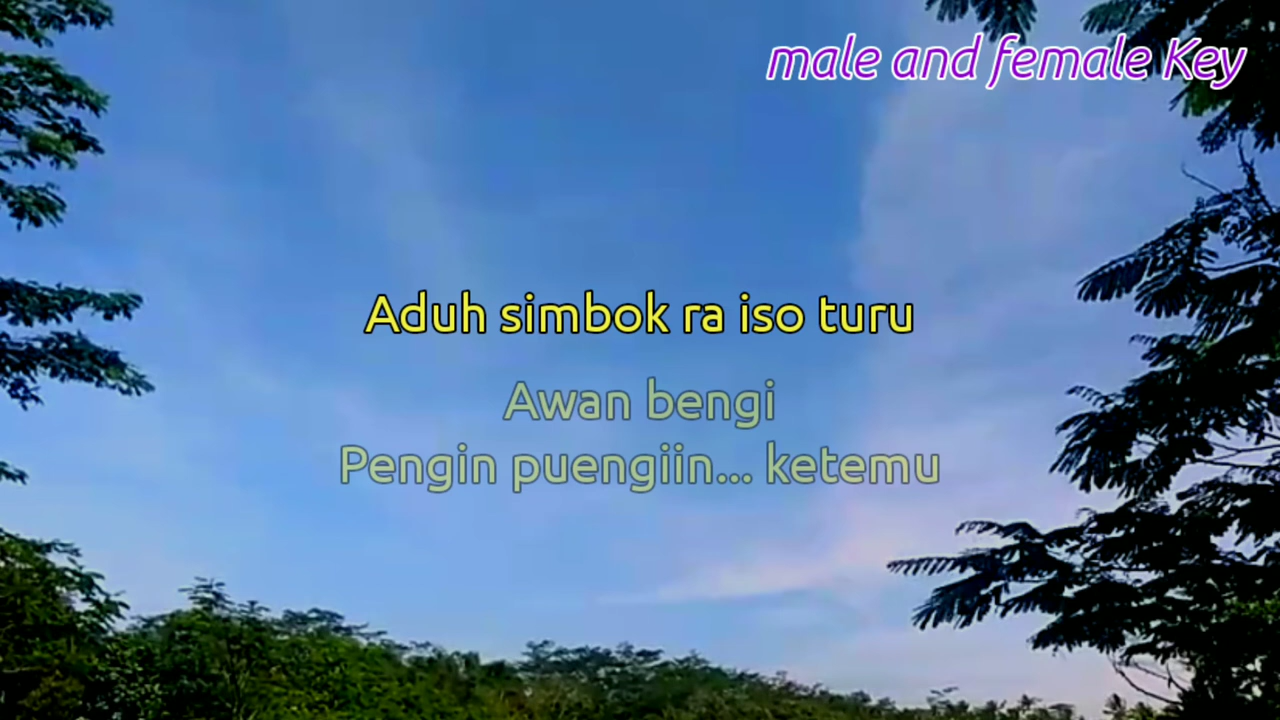 male and female Key
Aduh simbok ra iso turu
Awan bengi
Pengin puengiin... ketemu